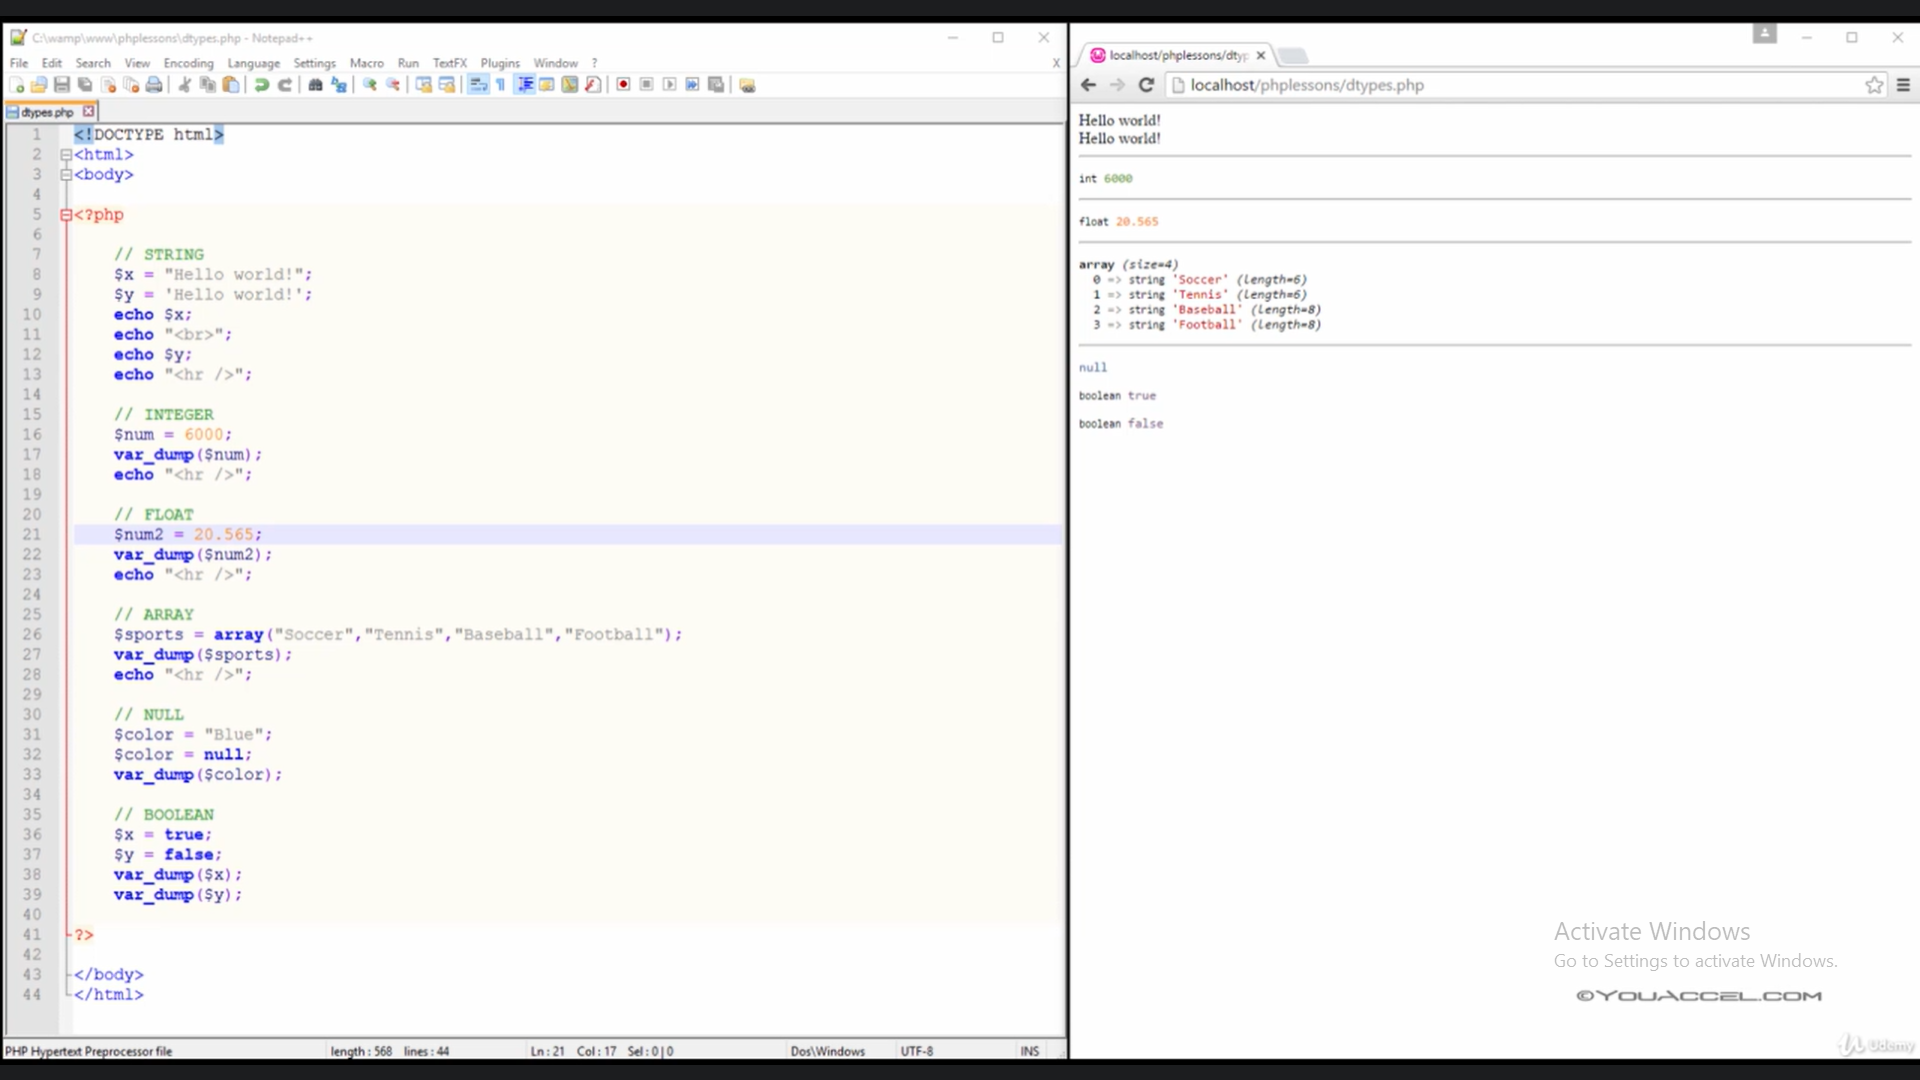 C:\wamp\www\phplessons\dtypes.php - Notepad++
File Edit Search View Encoding Language Settings Macro Run TextFX Plugins Window ? X
dtypes.php
1 <!DOCTYPE html>
2 <html>
3 <body>
4
5 <?php
6
7 // STRING
8 $x = "Hello world!";
9 $y = 'Hello world!';
10 echo $x;
11 echo "<br>";
12 echo $y;
13 echo "<hr />";
14
15 // INTEGER
16 $num = 6000;
17 var_dump($num);
18 echo "<hr />";
19
20 // FLOAT
21 $num2 = 20.565;
22 var_dump($num2);
23 echo "<hr />";
24
25 // ARRAY
26 $sports = array("Soccer","Tennis","Baseball","Football");
27 var_dump($sports);
28 echo "<hr />";
29
30 // NULL
31 $color = "Blue";
32 $color = null;
33 var_dump($color);
34
35 // BOOLEAN
36 $x = true;
37 $y = false;
38 var_dump($x);
39 var_dump($y);
40
41 ?>
42
43 </body>
44 </html>
PHP Hypertext Preprocessor file length : 568 lines : 44 Ln : 21 Col : 17 Sel : 0 | 0 Dos\Windows UTF-8 INS
localhost/phplessons/dtyp
localhost/phplessons/dtypes.php
Hello world!
Hello world!
int 6000
float 20.565
array (size=4)
0 => string 'Soccer' (length=6)
1 => string 'Tennis' (length=6)
2 => string 'Baseball' (length=8)
3 => string 'Football' (length=8)
null
boolean true
boolean false
Activate Windows
Go to Settings to activate Windows.
©YOUACCEL.COM
Udemy